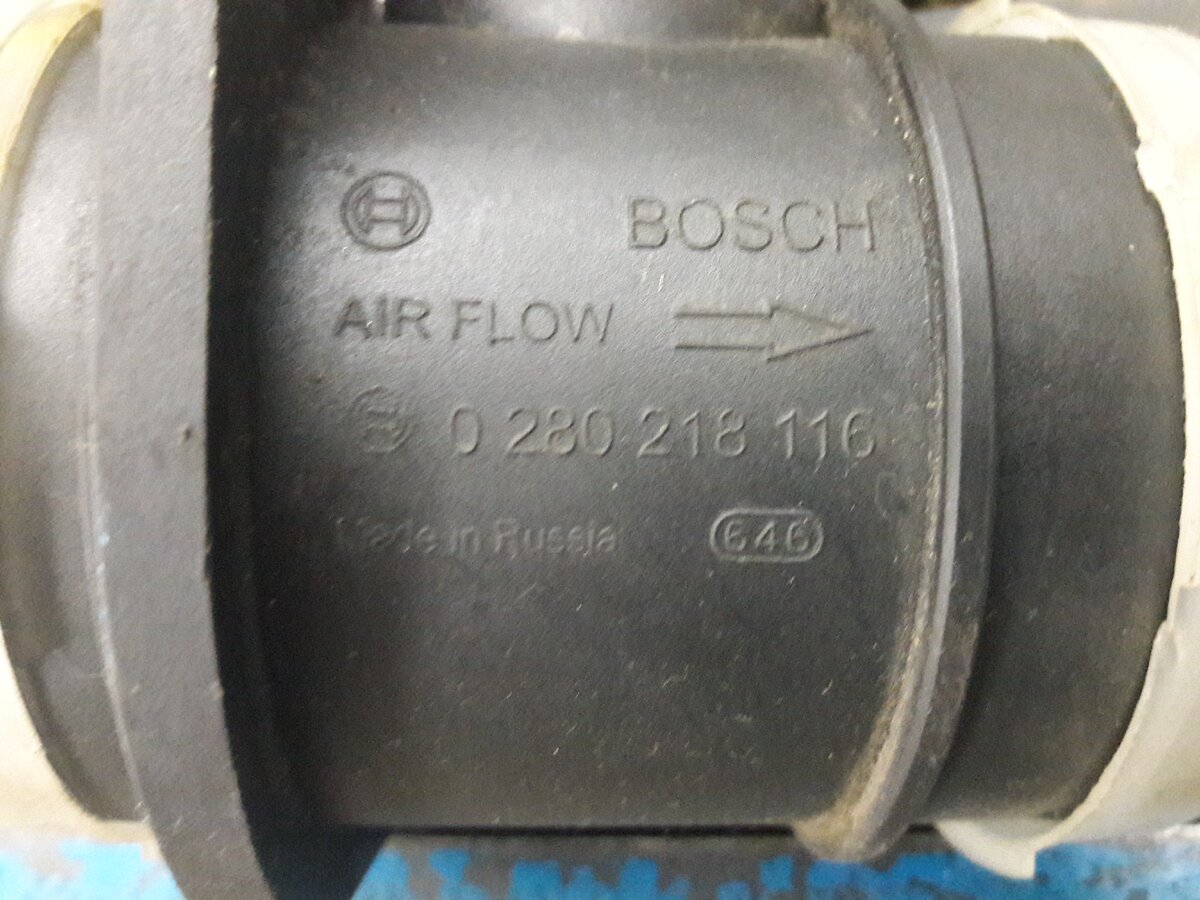 BOSCH
AIR FLOW
0 280 218 116
Made in Russia
646